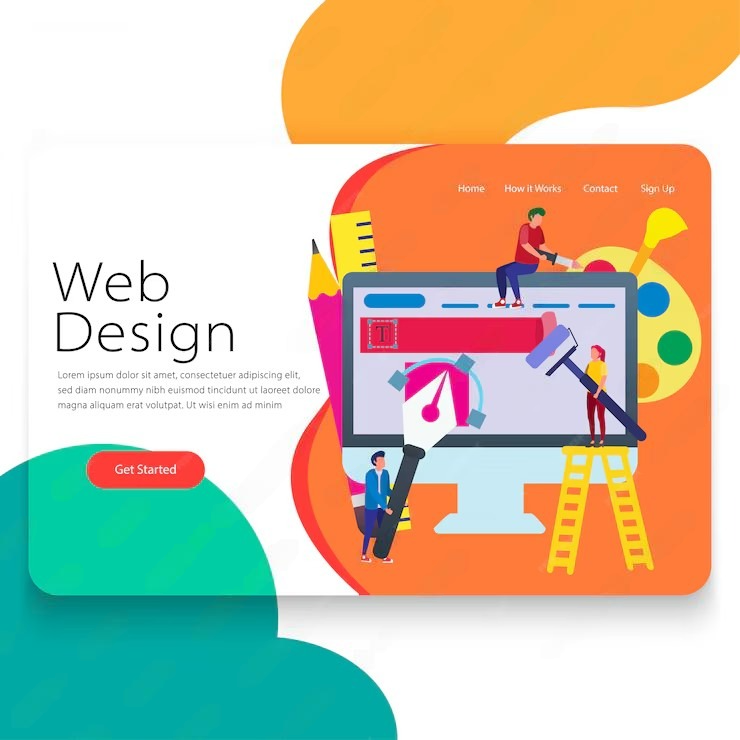 Home How it Works Contact Sign Up
T
Web
Design
Lorem ipsum dolor sit amet, consectetuer adipiscing elit,
sed diam nonummy nibh euismod tincidunt ut laoreet dolore
magna aliquam erat volutpat. Ut wisi enim ad minim
Get Started